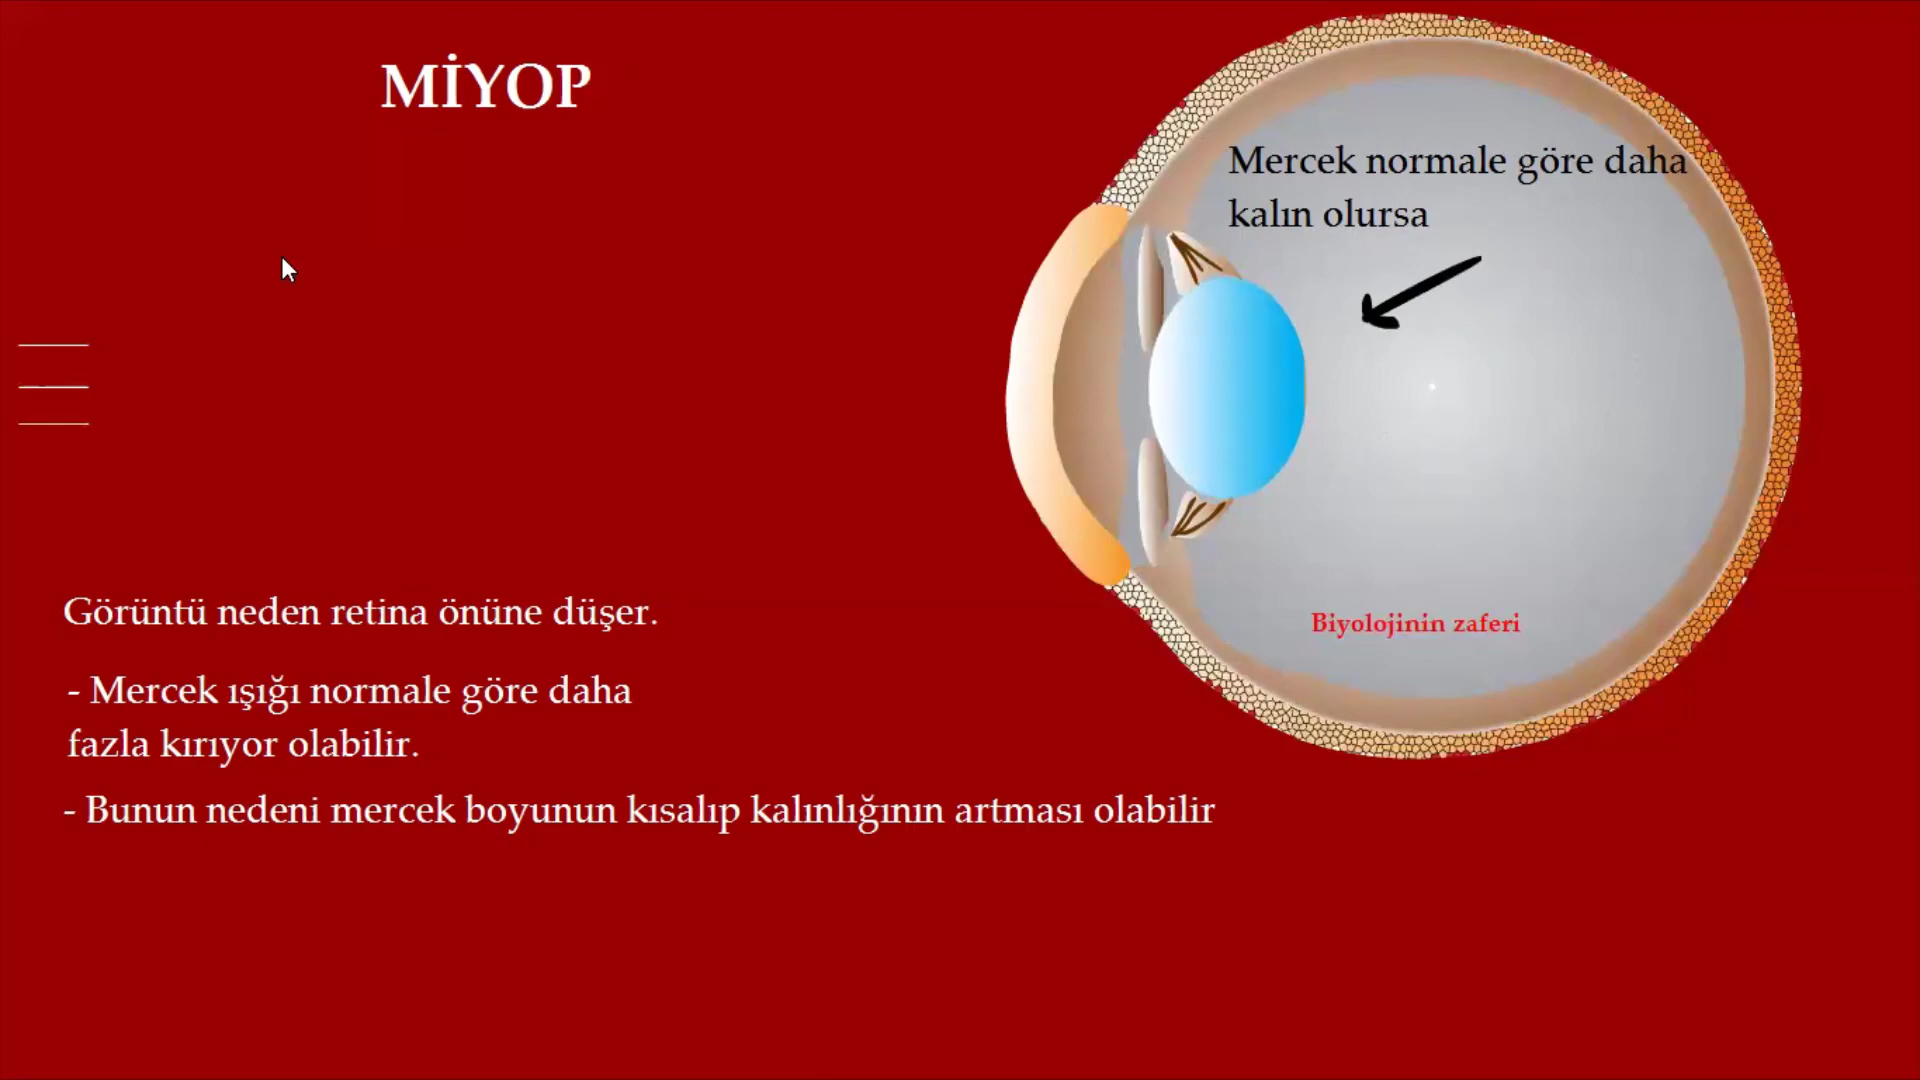 MİYOP
Mercek normale göre daha
kalın olursa
Görüntü neden retina önüne düşer.
- Mercek ışığı normale göre daha
fazla kırıyor olabilir.
- Bunun nedeni mercek boyunun kısalıp kalınlığının artması olabilir
Biyolojinin zaferi